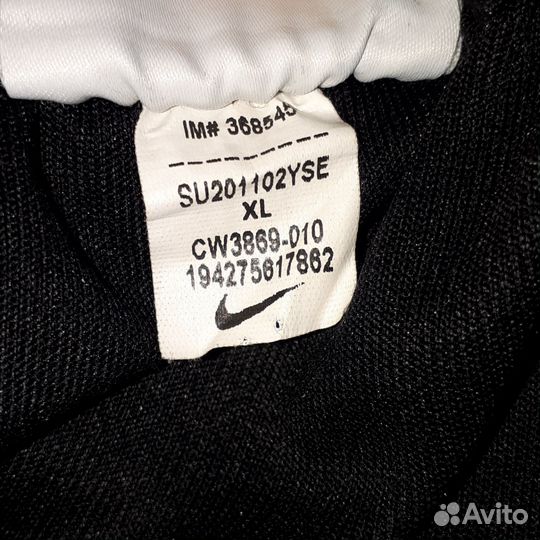 IM# 368545
SU201102YSE
XL
CW3869-010
194275617862
Avito